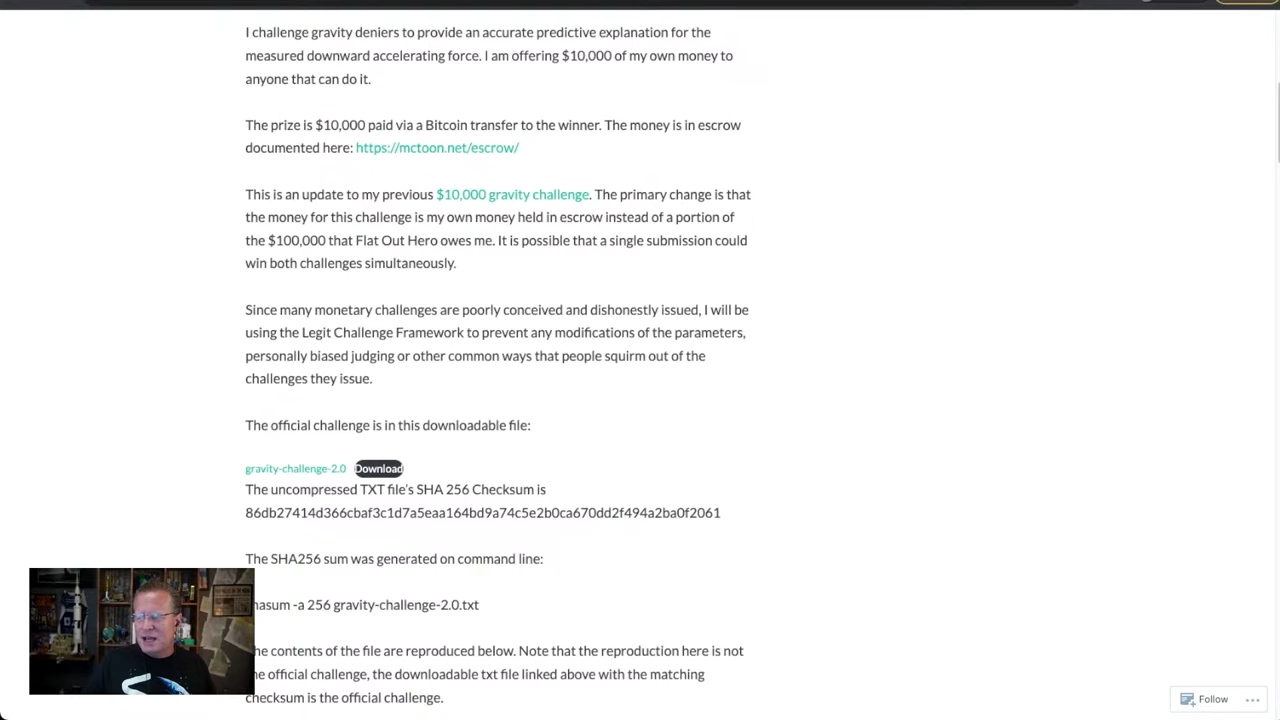 I challenge gravity deniers to provide an accurate predictive explanation for the
measured downward accelerating force. I am offering $10,000 of my own money to
anyone that can do it.
The prize is $10,000 paid via a Bitcoin transfer to the winner. The money is in escrow
documented here: https://mctoon.net/escrow/
This is an update to my previous $10,000 gravity challenge. The primary change is that
the money for this challenge is my own money held in escrow instead of a portion of
the $100,000 that Flat Out Hero owes me. It is possible that a single submission could
win both challenges simultaneously.
Since many monetary challenges are poorly conceived and dishonestly issued, I will be
using the Legit Challenge Framework to prevent any modifications of the parameters,
personally biased judging or other common ways that people squirm out of the
challenges they issue.
The official challenge is in this downloadable file:
gravity-challenge-2.0 Download
The uncompressed TXT file's SHA 256 Checksum is
86db27414d366cbaf3c1d7a5eaa164bd9a74c5e2b0ca670dd2f494a2ba0f2061
The SHA256 sum was generated on command line:
hasum -a 256 gravity-challenge-2.0.txt
he contents of the file are reproduced below. Note that the reproduction here is not
he official challenge, the downloadable txt file linked above with the matching
checksum is the official challenge.
Follow